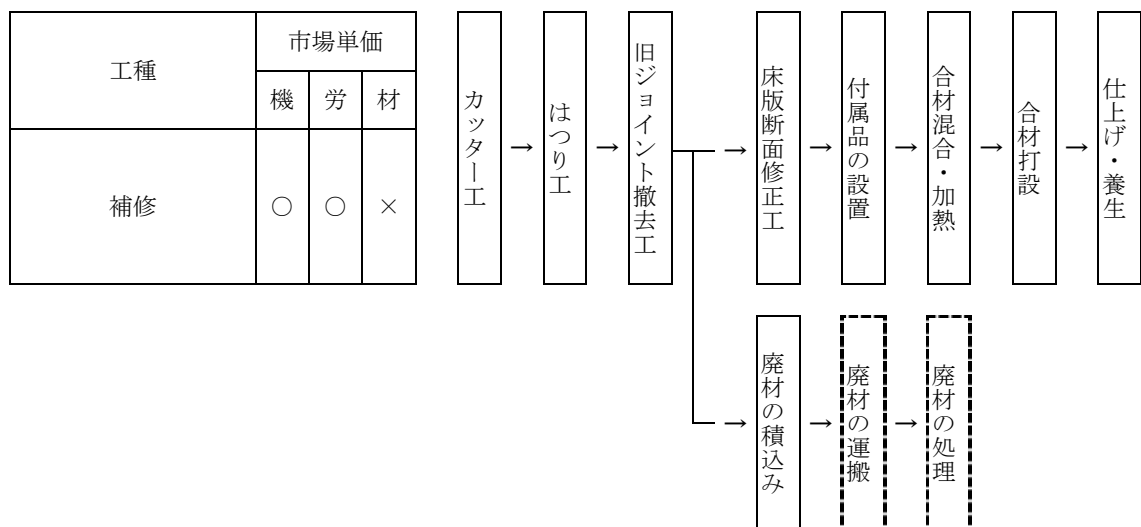 工種
市場単価
機 労 材
補修
○ ○ ×
カッター工
→
はつり工
→
旧ジョイント撤去工
→
床版断面修正工
→
付属品の設置
→
合材混合・加熱
→
合材打設
→
仕上げ・養生
→
廃材の積込み
→
廃材の運搬
→
廃材の処理